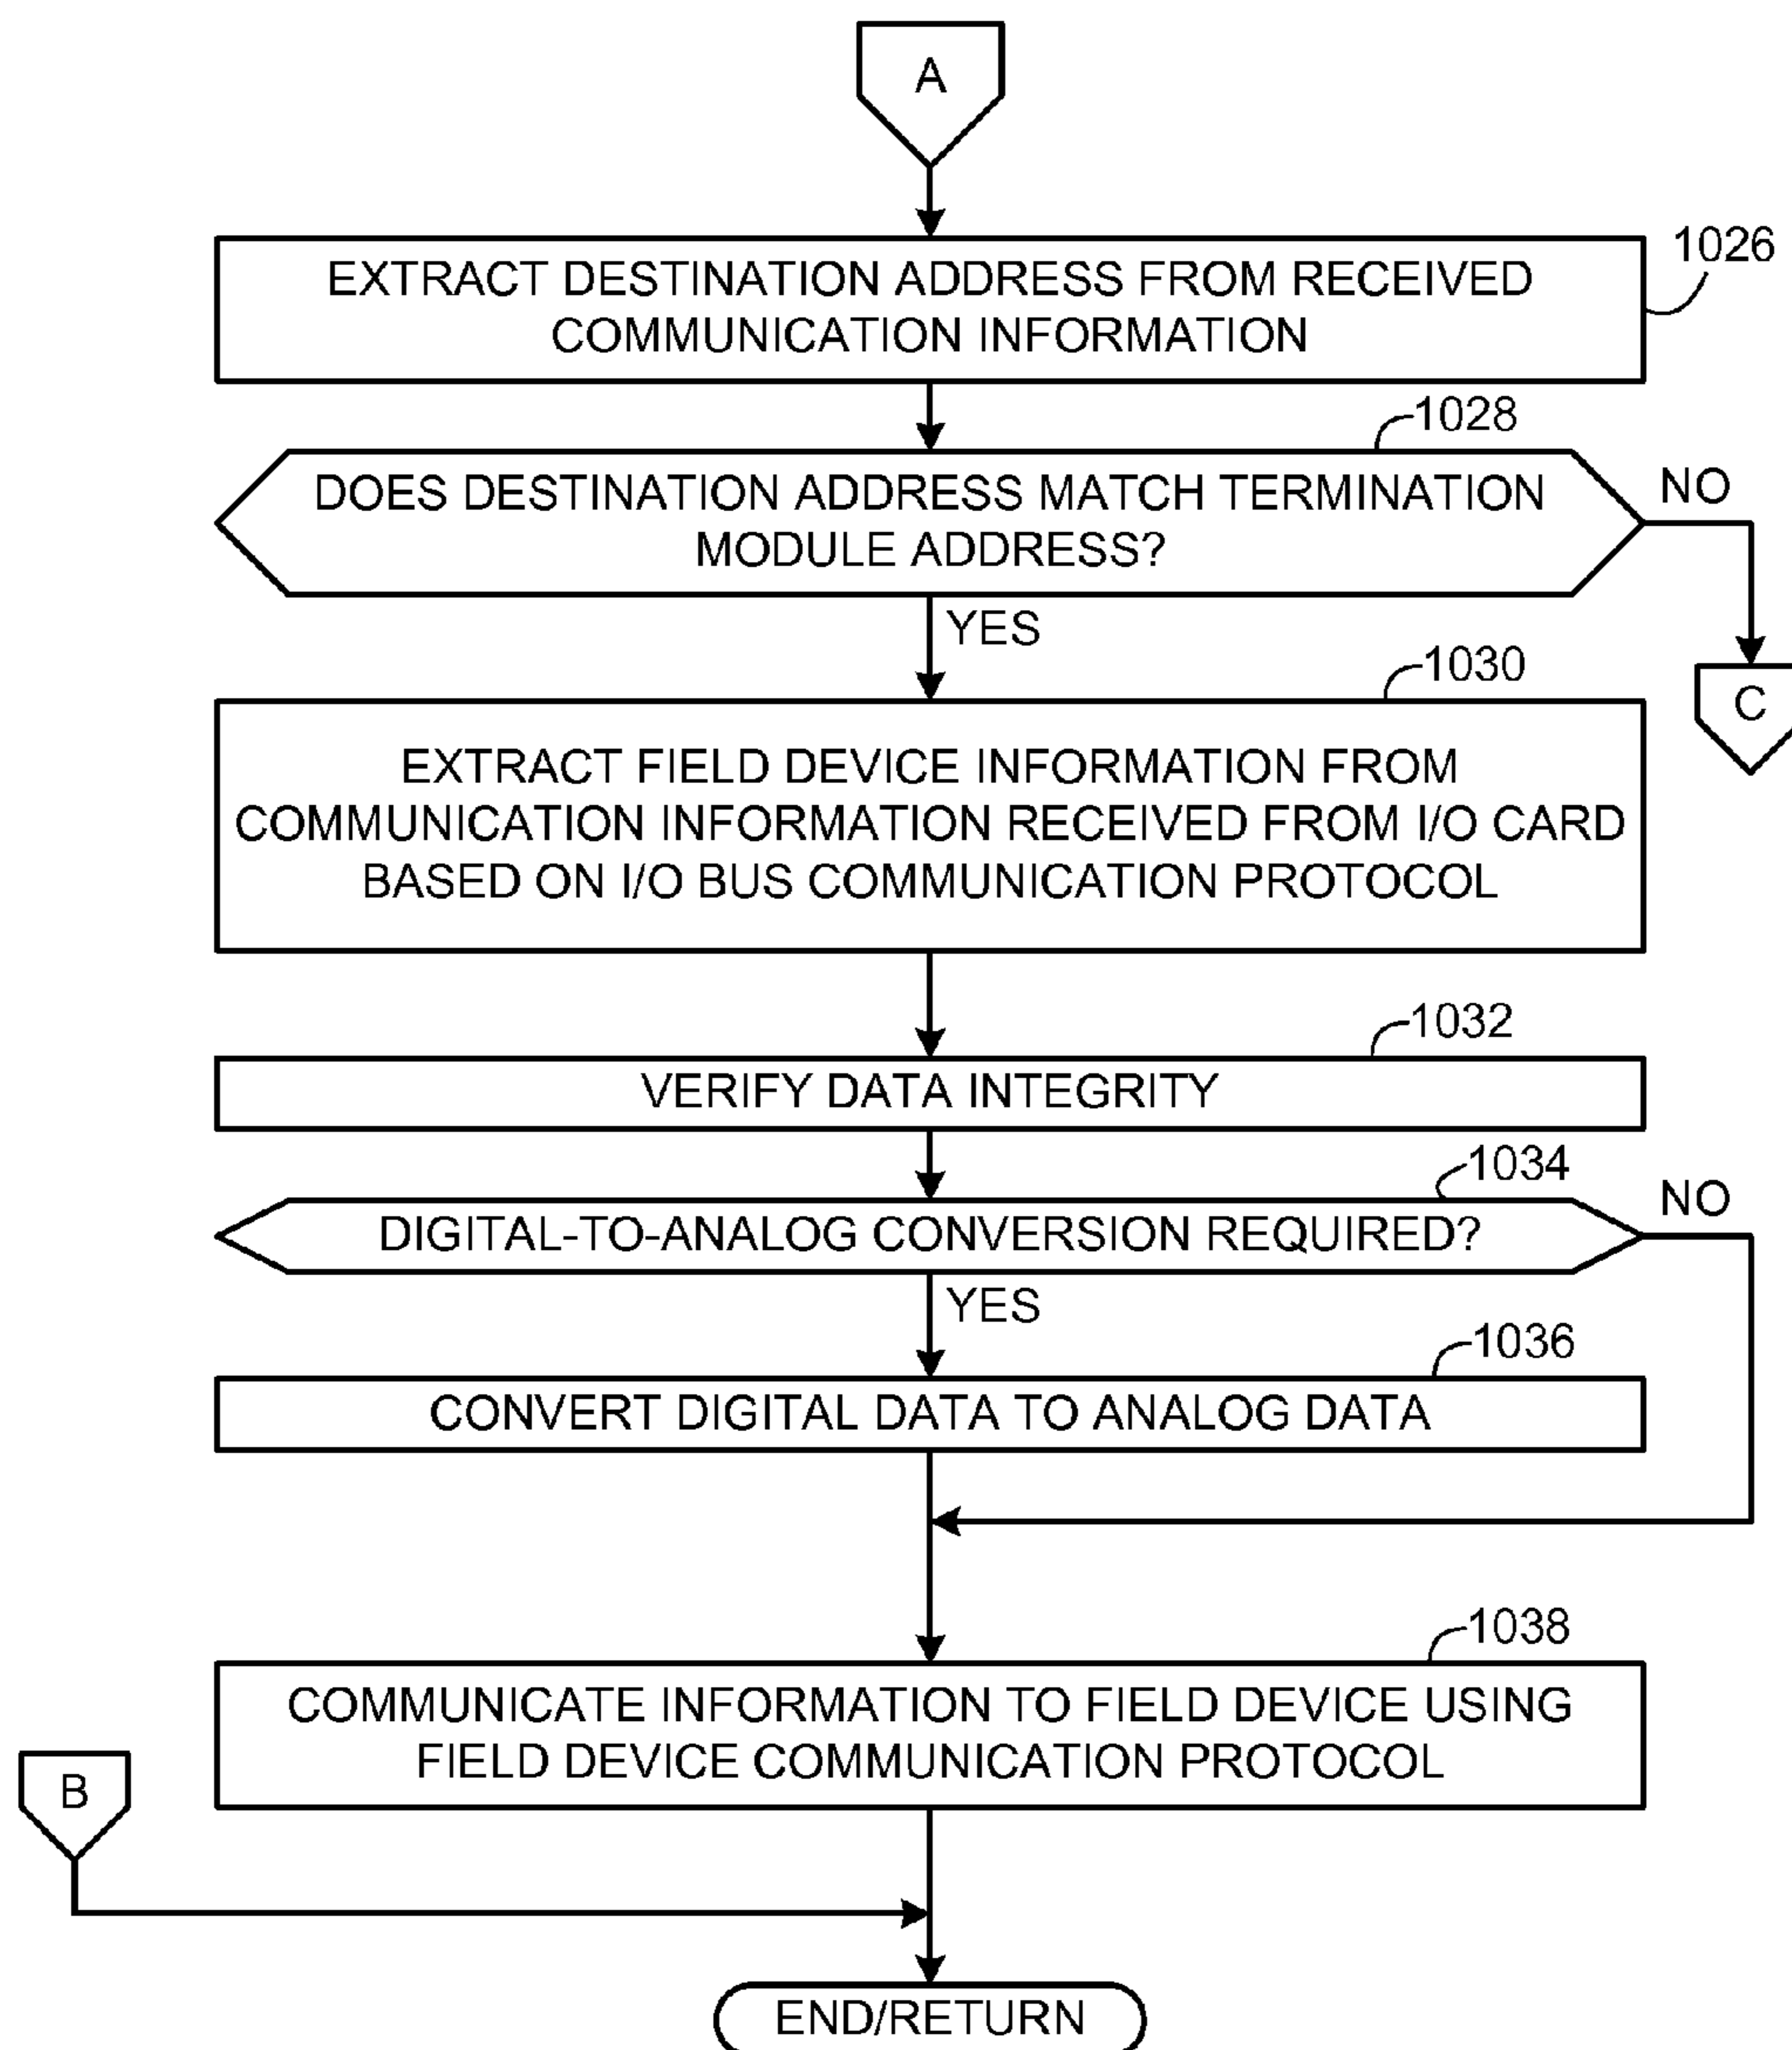 A
EXTRACT DESTINATION ADDRESS FROM RECEIVED
COMMUNICATION INFORMATION
1026
1028
DOES DESTINATION ADDRESS MATCH TERMINATION
MODULE ADDRESS?
NO
YES
C
1030
EXTRACT FIELD DEVICE INFORMATION FROM
COMMUNICATION INFORMATION RECEIVED FROM I/O CARD
BASED ON I/O BUS COMMUNICATION PROTOCOL
1032
VERIFY DATA INTEGRITY
1034
DIGITAL-TO-ANALOG CONVERSION REQUIRED?
NO
YES
1036
CONVERT DIGITAL DATA TO ANALOG DATA
1038
COMMUNICATE INFORMATION TO FIELD DEVICE USING
FIELD DEVICE COMMUNICATION PROTOCOL
B
END/RETURN